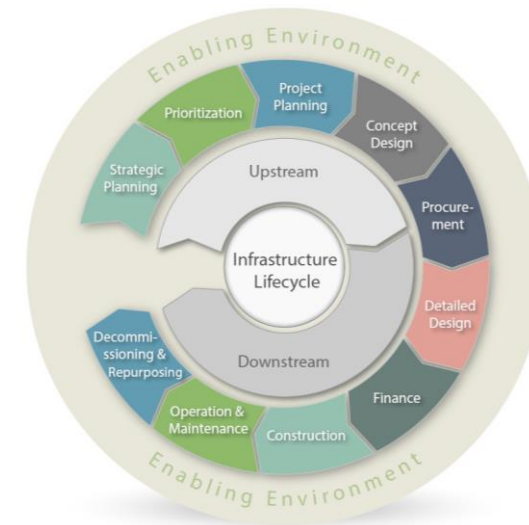 Enabling Environment
Project
Planning
Prioritization
Concept
Design
Strategic
Planning
Upstream
Procure-
ment
Infrastructure
Lifecycle
Detailed
Design
Decommi-
ssioning &
Repurposing
Downstream
Finance
Operation &
Maintenance
Construction
Enabling Environment